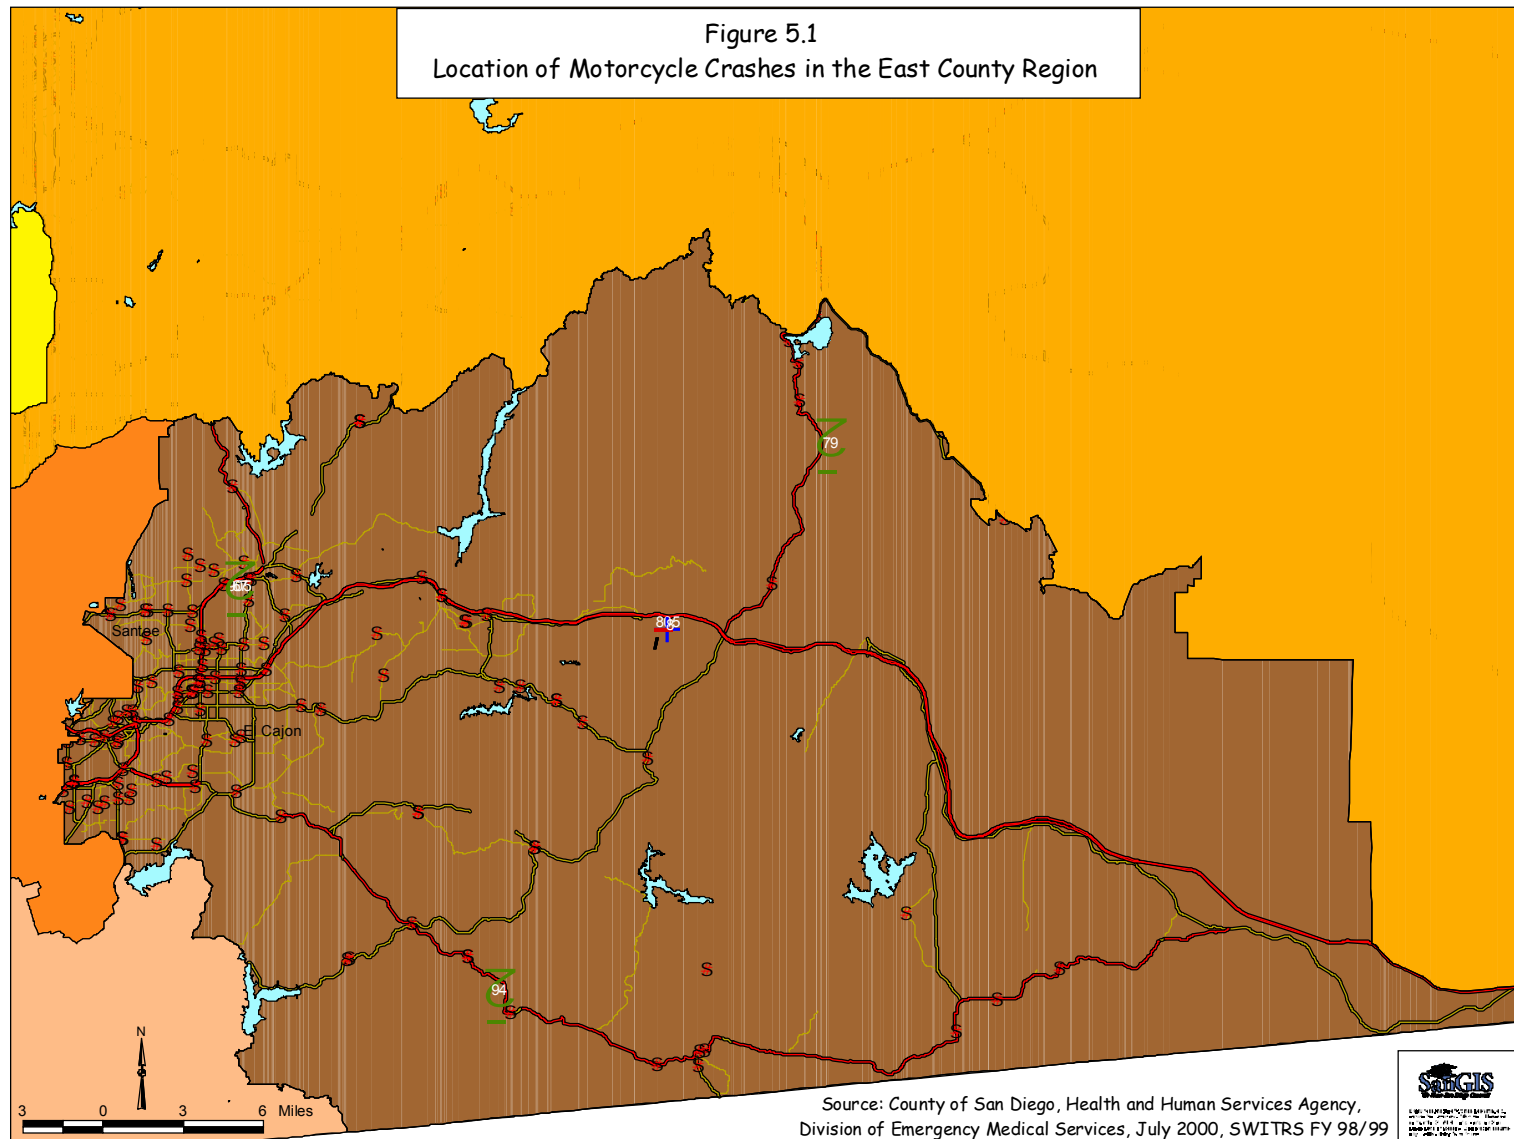 Figure 5.1
Location of Motorcycle Crashes in the East County Region
79
Santee
El Cajon
94
N
3 0 3 6 Miles
Source: County of San Diego, Health and Human Services Agency,
Division of Emergency Medical Services, July 2000, SWITRS FY 98/99
SanGIS